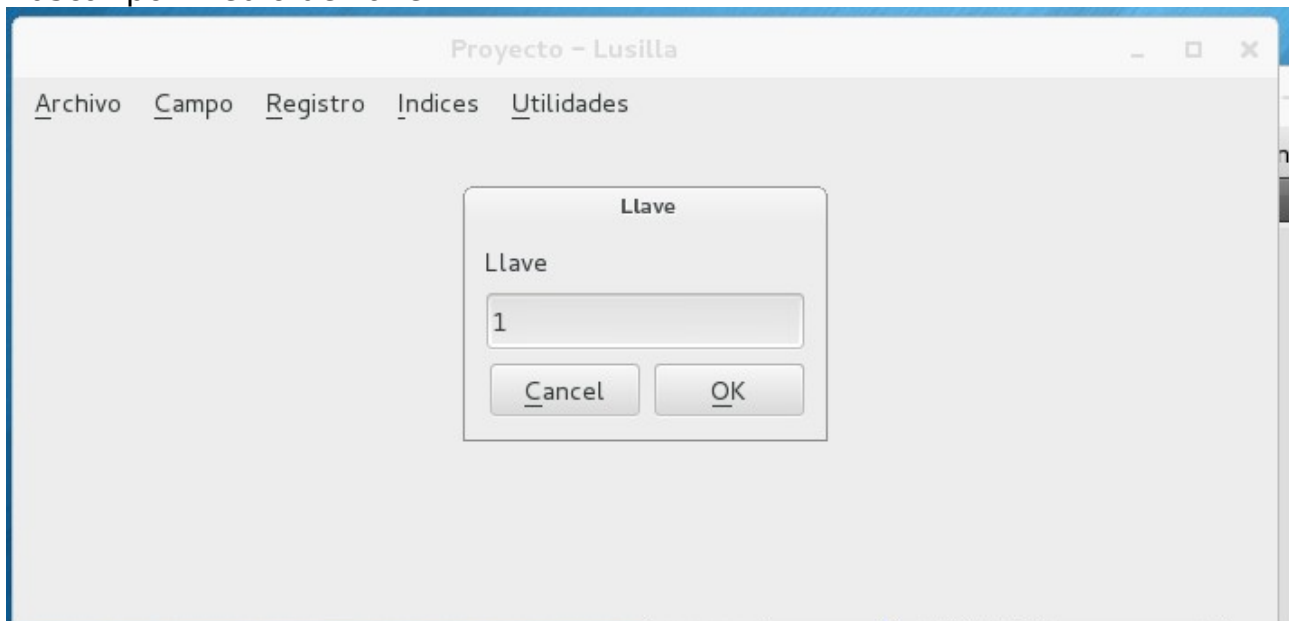 Proyecto – Lusilla
Archivo Campo Registro Indices Utilidades
Llave
Llave
1
Cancel OK